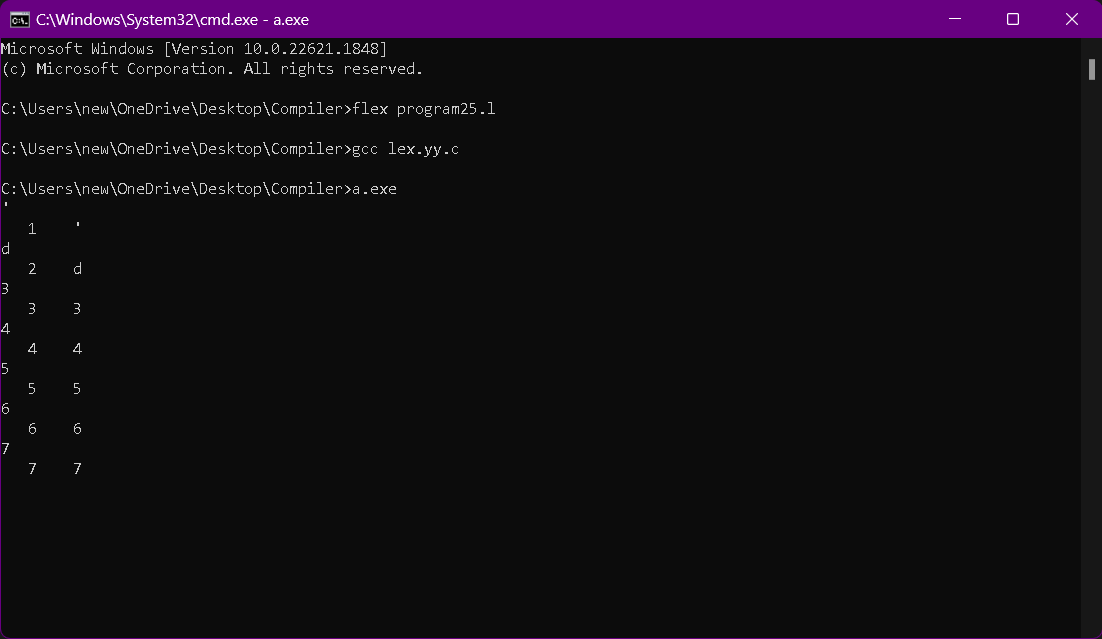 C:\Windows\System32\cmd.exe - a.exe
Microsoft Windows [Version 10.0.22621.1848]
(c) Microsoft Corporation. All rights reserved.
C:\Users\new\OneDrive\Desktop\Compiler>flex program25.l
C:\Users\new\OneDrive\Desktop\Compiler>gcc lex.yy.c
C:\Users\new\OneDrive\Desktop\Compiler>a.exe
'
1 '
d
2 d
3
3 3
4
4 4
5
5 5
6
6 6
7
7 7